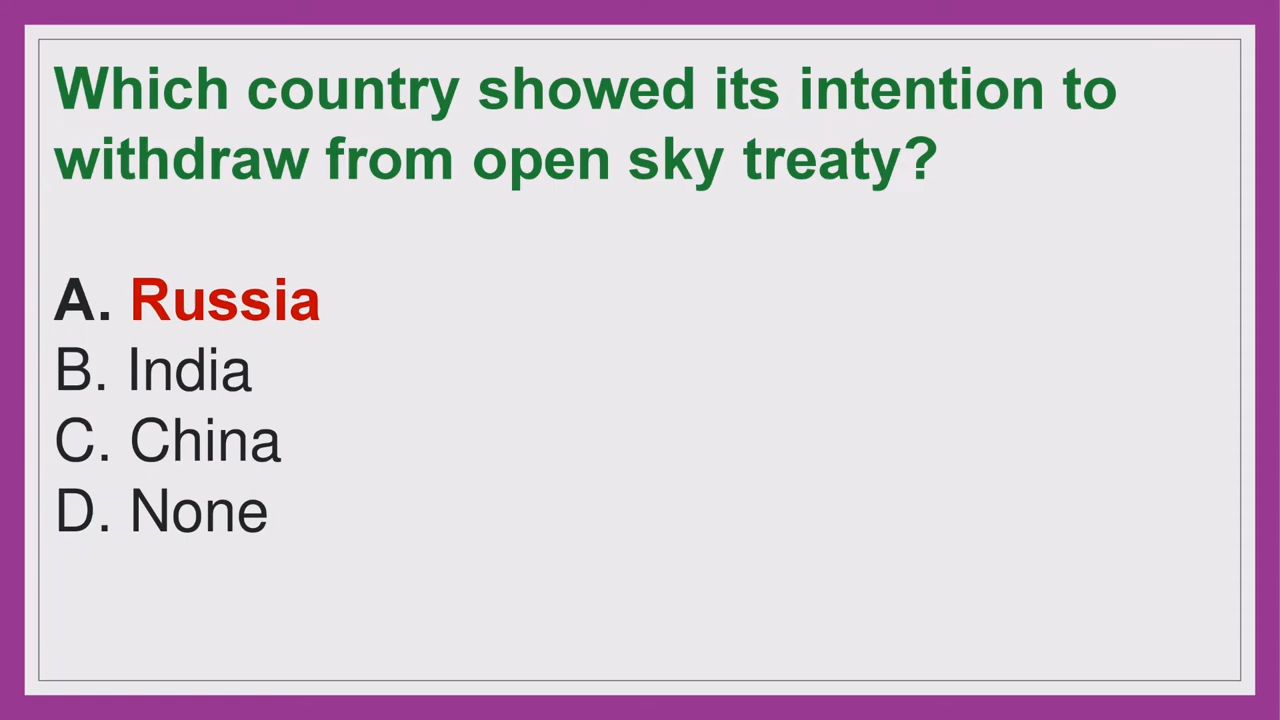 Which country showed its intention to
withdraw from open sky treaty?
A. Russia
B. India
C. China
D. None